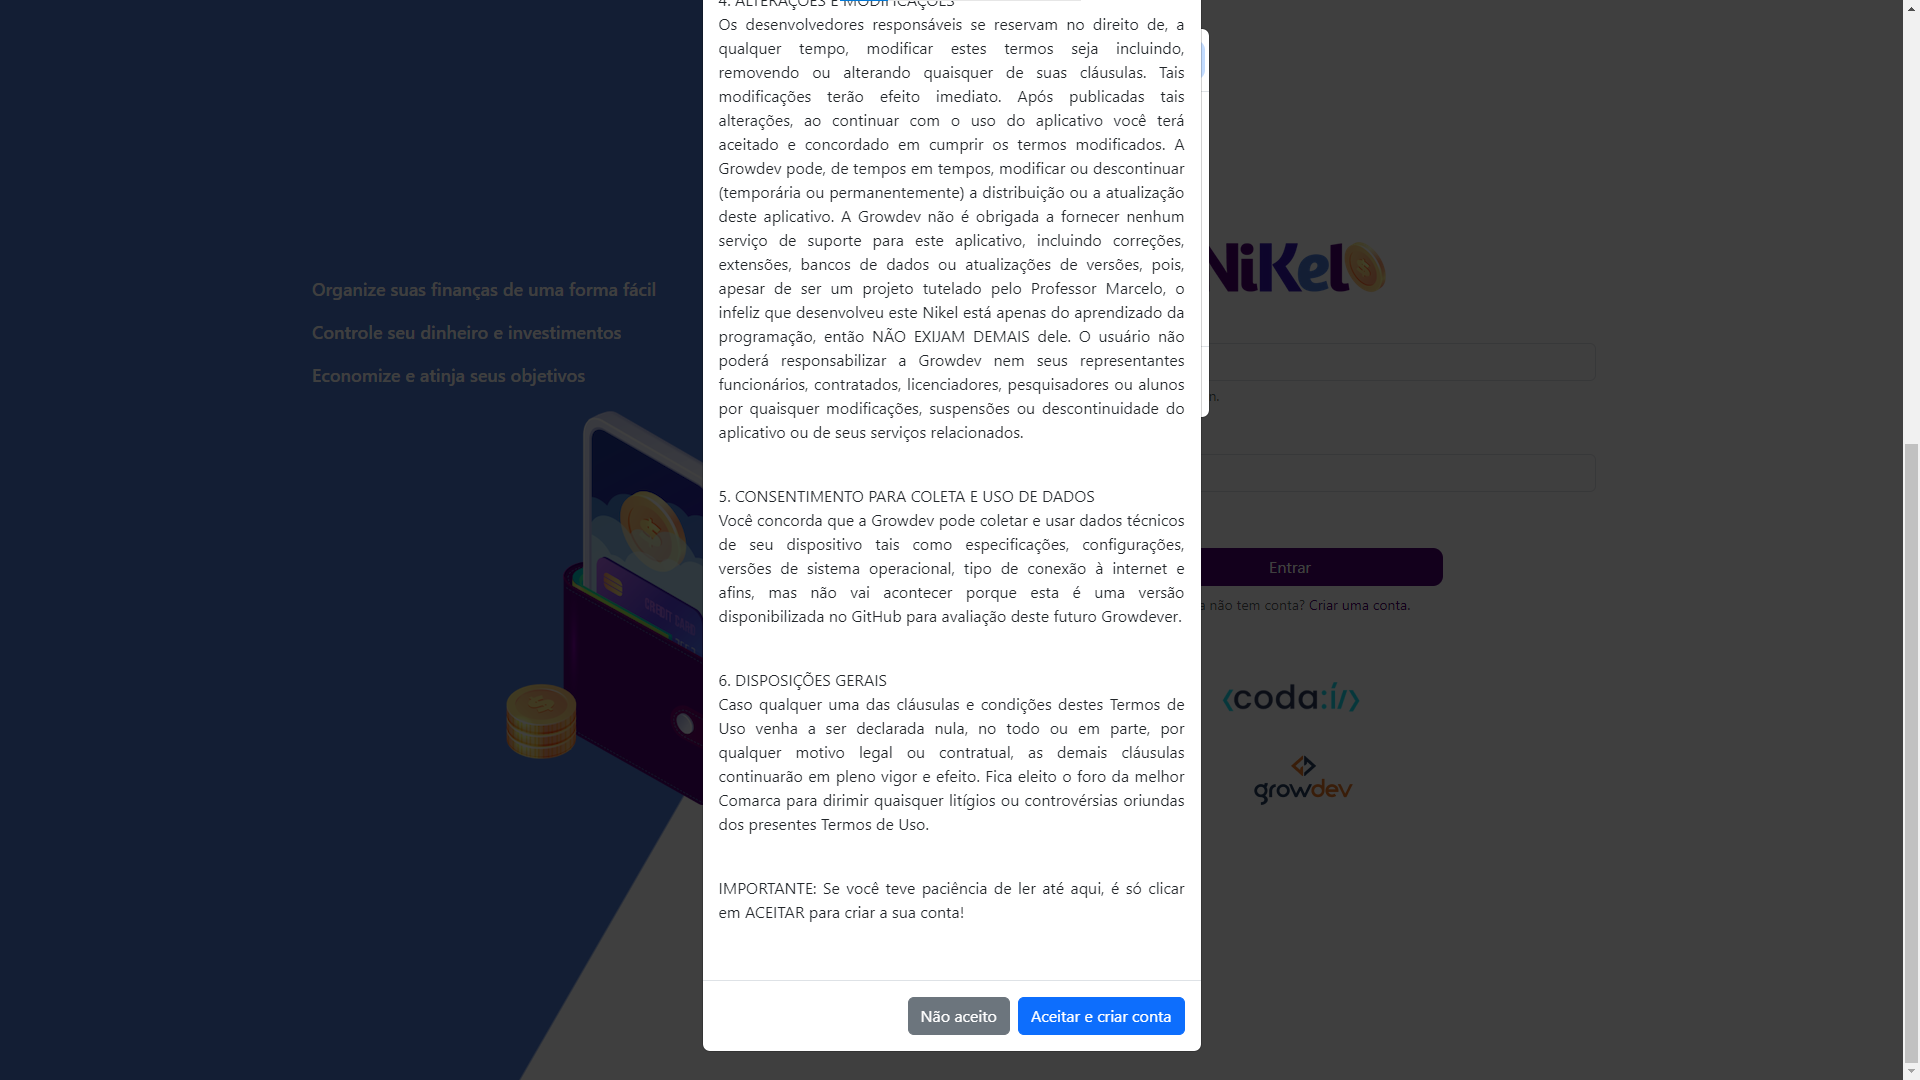 4. ALTERAÇÕES E MODIFICAÇÕES
Os desenvolvedores responsáveis se reservam no direito de, a
qualquer tempo, modificar estes termos seja incluindo,
removendo ou alterando quaisquer de suas cláusulas. Tais
modificações terão efeito imediato. Após publicadas tais
alterações, ao continuar com o uso do aplicativo você terá
aceitado e concordado em cumprir os termos modificados. A
Growdev pode, de tempos em tempos, modificar ou descontinuar
(temporária ou permanentemente) a distribuição ou a atualização
deste aplicativo. A Growdev não é obrigada a fornecer nenhum
serviço de suporte para este aplicativo, incluindo correções,
extensões, bancos de dados ou atualizações de versões, pois,
apesar de ser um projeto tutelado pelo Professor Marcelo, o
infeliz que desenvolveu este Nikel está apenas do aprendizado da
programação, então NÃO EXIJAM DEMAIS dele. O usuário não
poderá responsabilizar a Growdev nem seus representantes
funcionários, contratados, licenciadores, pesquisadores ou alunos
por quaisquer modificações, suspensões ou descontinuidade do
aplicativo ou de seus serviços relacionados.
5. CONSENTIMENTO PARA COLETA E USO DE DADOS
Você concorda que a Growdev pode coletar e usar dados técnicos
de seu dispositivo tais como especificações, configurações,
versões de sistema operacional, tipo de conexão à internet e
afins, mas não vai acontecer porque esta é uma versão
disponibilizada no GitHub para avaliação deste futuro Growdever.
6. DISPOSIÇÕES GERAIS
Caso qualquer uma das cláusulas e condições destes Termos de
Uso venha a ser declarada nula, no todo ou em parte, por
qualquer motivo legal ou contratual, as demais cláusulas
continuarão em pleno vigor e efeito. Fica eleito o foro da melhor
Comarca para dirimir quaisquer litígios ou controvérsias oriundas
dos presentes Termos de Uso.
IMPORTANTE: Se você teve paciência de ler até aqui, é só clicar
em ACEITAR para criar a sua conta!
Não aceito
Aceitar e criar conta
Organize suas finanças de uma forma fácil
Controle seu dinheiro e investimentos
Economize e atinja seus objetivos
CREDIT CARD
NiKel
Entrar
não tem conta? Criar uma conta.
<coda:í/>
growdev